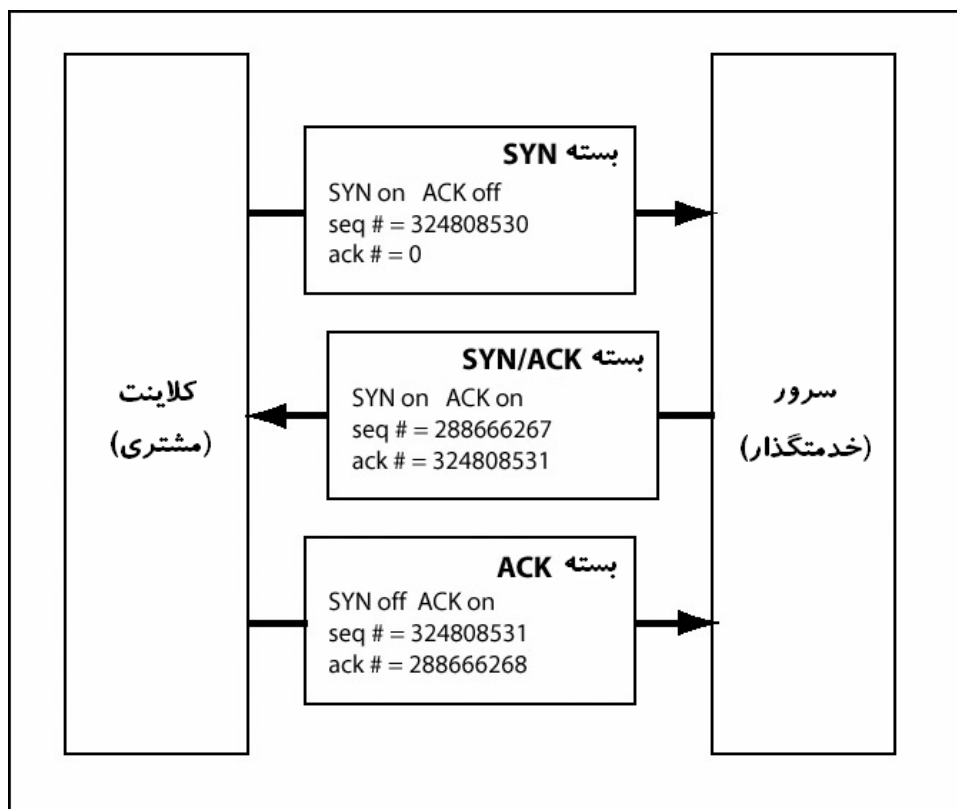 بسته SYN
SYN on ACK off
seq # = 324808530
ack # = 0
بسته SYN/ACK
SYN on ACK on
seq # = 288666267
ack # = 324808531
کلاینت
(مشتری)
سرور
(خدمتگذار)
بسته ACK
SYN off ACK on
seq # = 324808531
ack # = 288666268